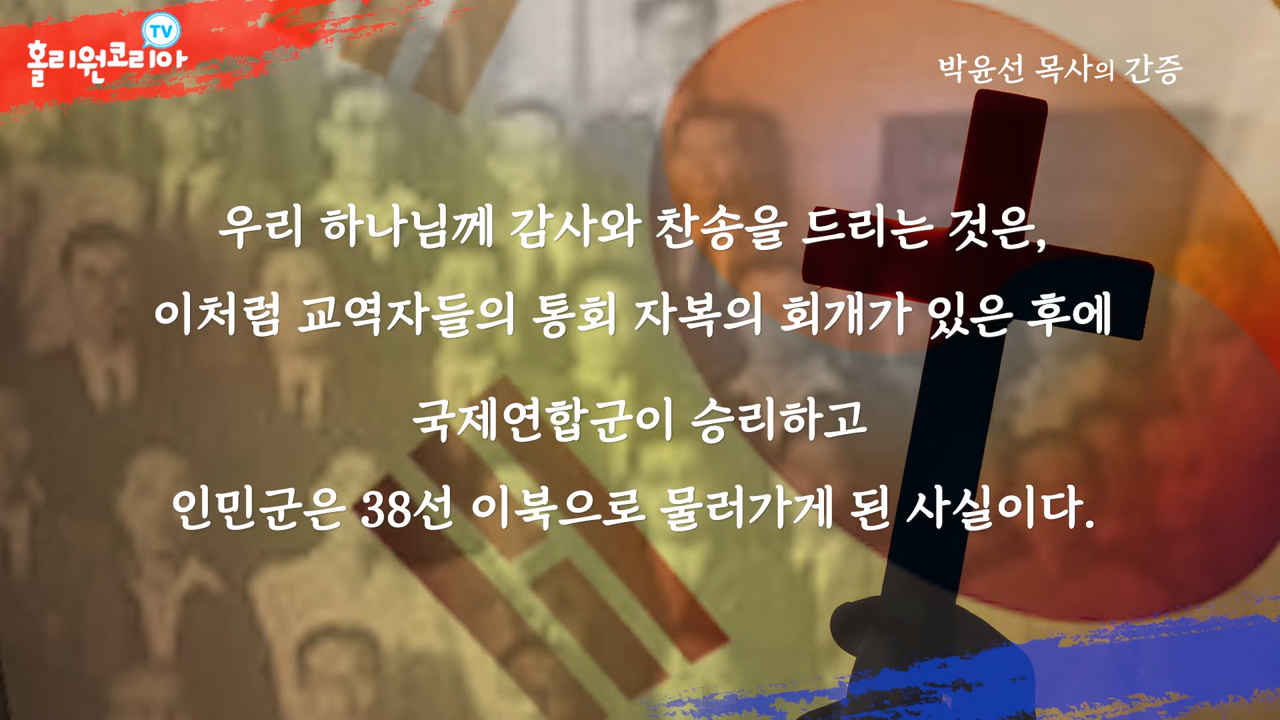 홀리원코리아
TV
박윤선 목사의 간증
우리 하나님께 감사와 찬송을 드리는 것은,
이처럼 교역자들의 통회 자복의 회개가 있은 후에
국제연합군이 승리하고
인민군은 38선 이북으로 물러가게 된 사실이다.